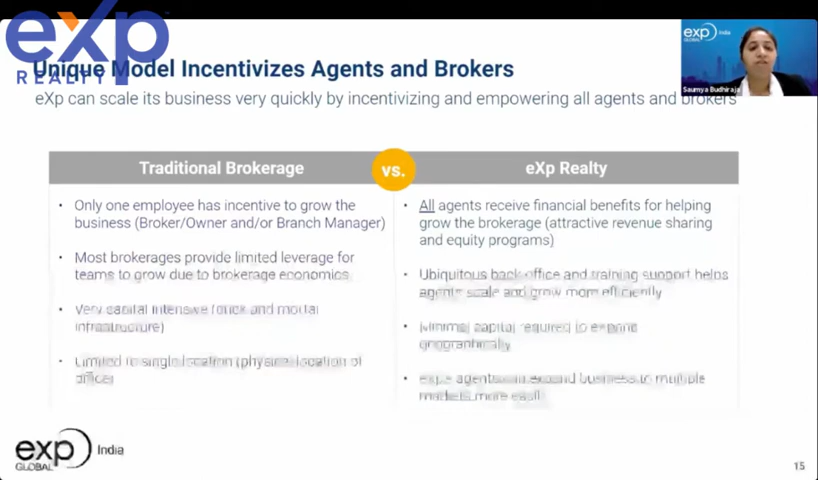 exp
REALTY
Unique Model Incentivizes Agents and Brokers
eXp can scale its business very quickly by incentivizing and empowering all agents and brokers
exp
GLOBAL
India
Saumya Budhiraja
Traditional Brokerage
vs.
eXp Realty
• Only one employee has incentive to grow the
business (Broker/Owner and/or Branch Manager)
• Most brokerages provide limited leverage for
teams to grow due to brokerage economics
• Very capital intensive (brick and mortar
infrastructure)
• Limited to single location (physical location of
office)
• All agents receive financial benefits for helping
grow the brokerage (attractive revenue sharing
and equity programs)
• Ubiquitous back office and training support helps
agents scale and grow more efficiently
• Minimal capital required to expand
geographically
• agents can expand business to multiple
markets more
exp
GLOBAL
India
15